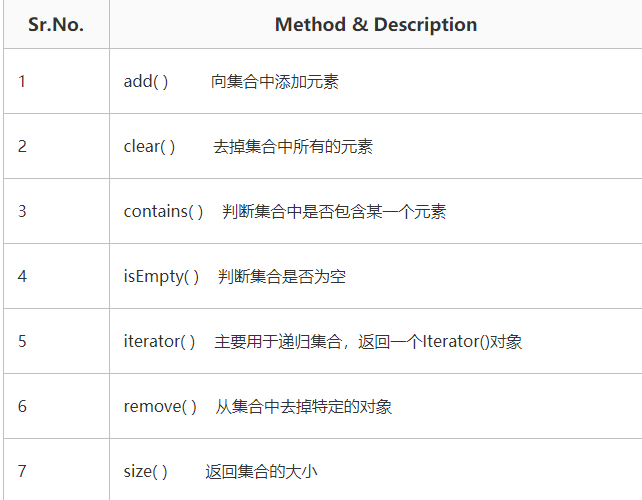 Sr.No. Method & Description
1 add( ) 向集合中添加元素
2 clear( ) 去掉集合中所有的元素
3 contains( ) 判断集合中是否包含某一个元素
4 isEmpty( ) 判断集合是否为空
5 iterator( ) 主要用于递归集合，返回一个Iterator()对象
6 remove( ) 从集合中去掉特定的对象
7 size( ) 返回集合的大小